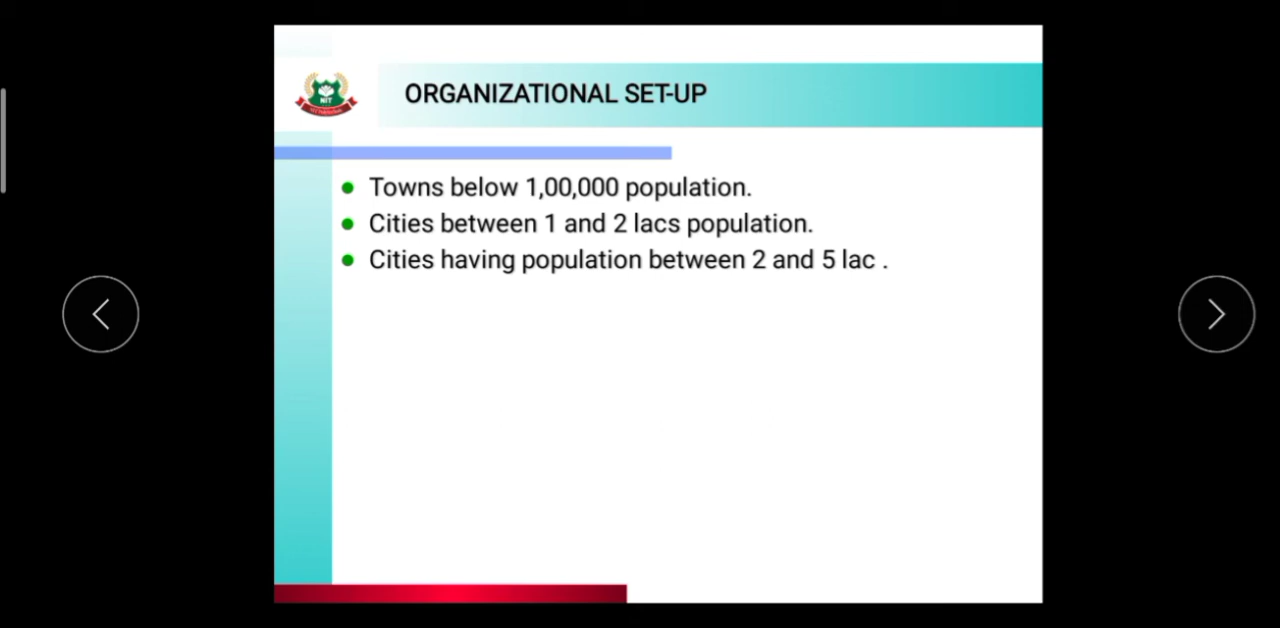 NIT
ORGANIZATIONAL SET-UP
Towns below 1,00,000 population.
Cities between 1 and 2 lacs population.
Cities having population between 2 and 5 lac .